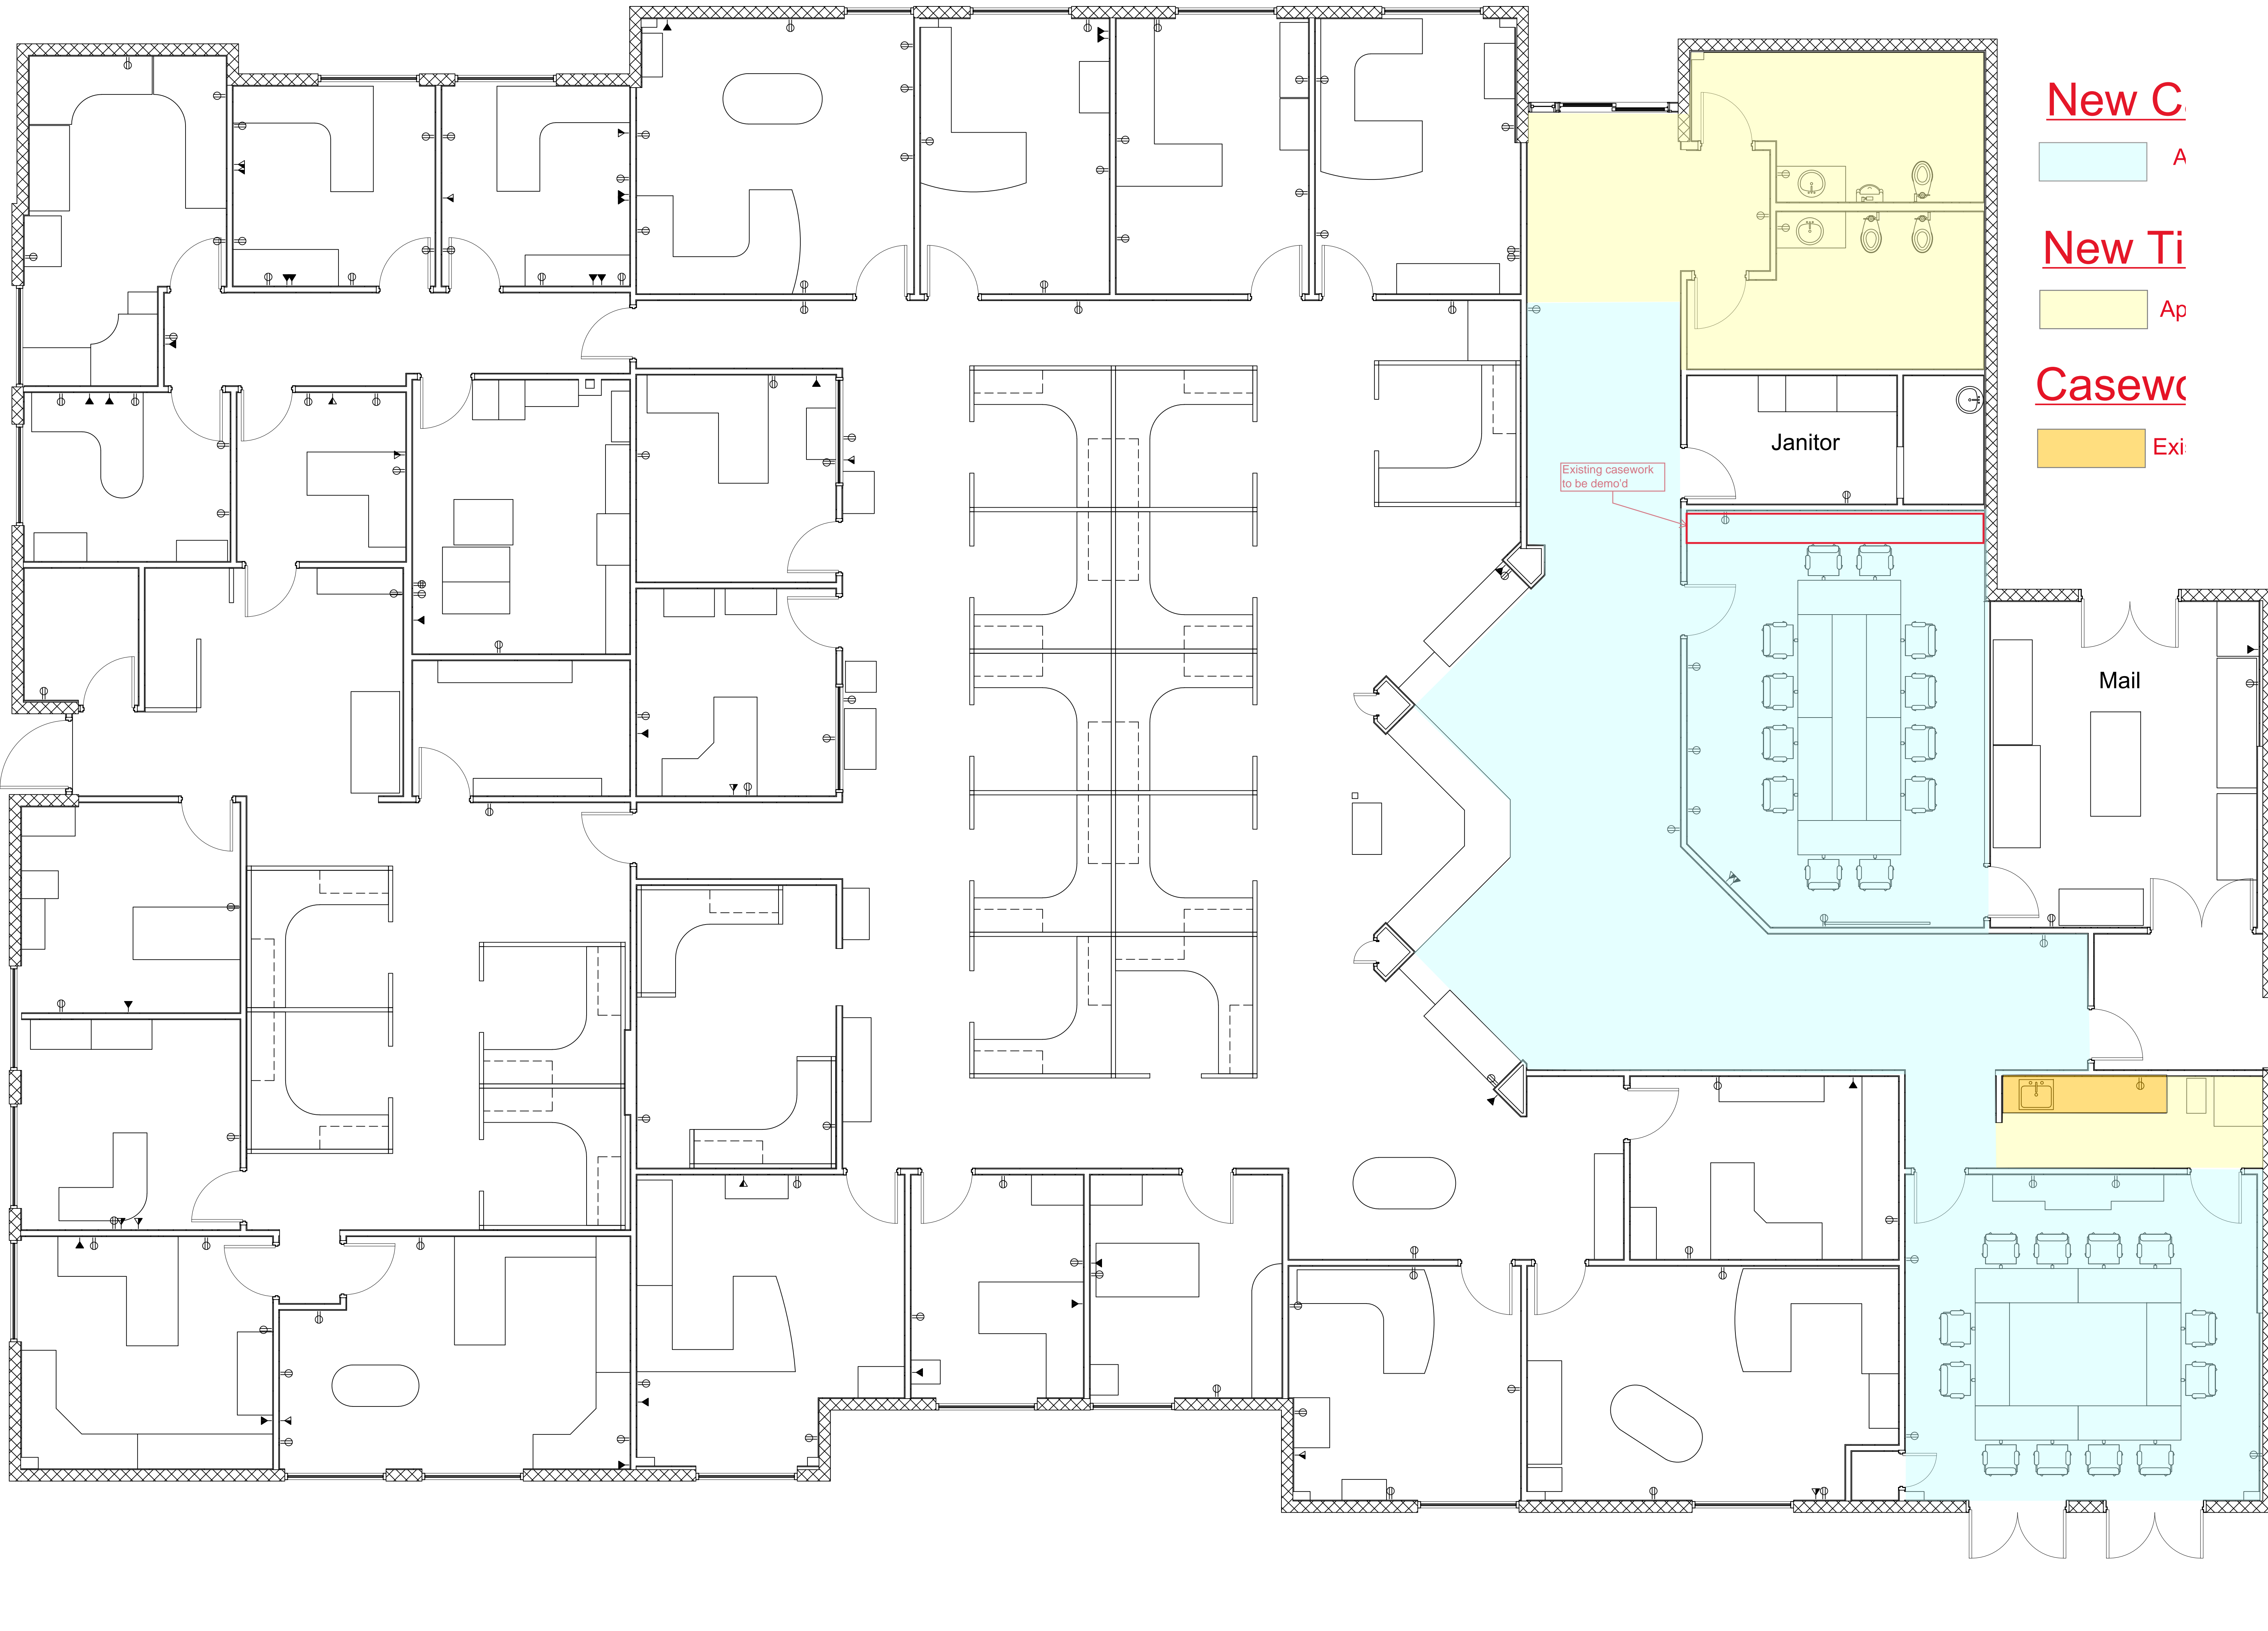 New C
A
New Ti
Ap
Casewo
Exi
Janitor
Existing casework
to be demo'd
Mail